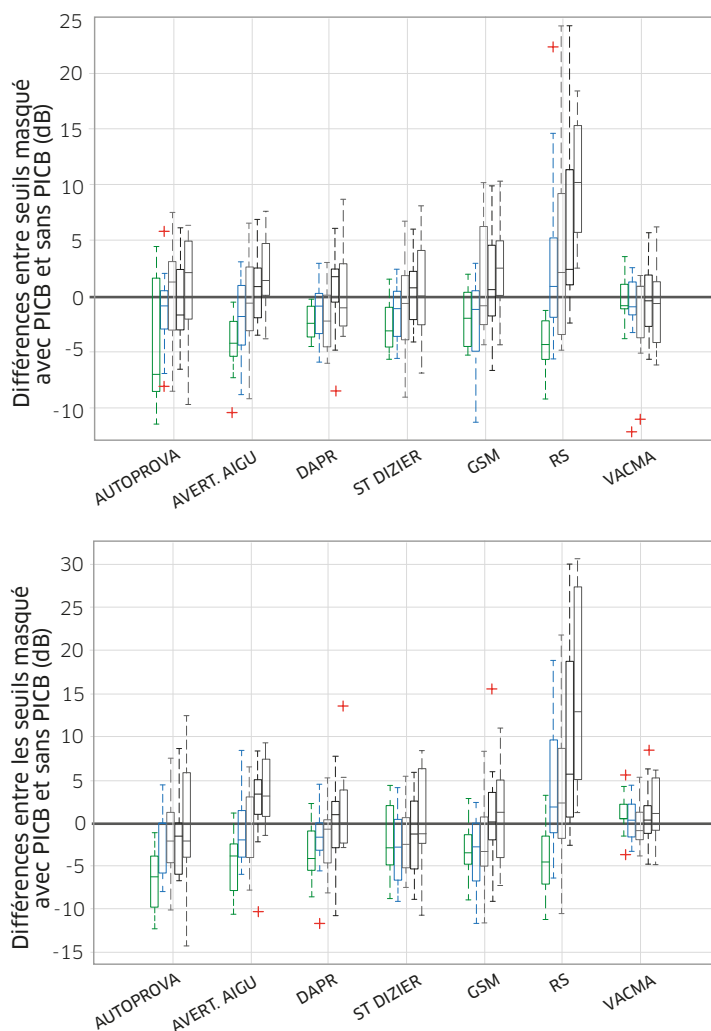 Différences entre seuils masqué
avec PICB et sans PICB (dB)
25
20
15
10
5
0
-5
-10
AUTOPROVA
AVERT. AIGU
DAPR
ST DIZIER
GSM
RS
VACMA
Différences entre les seuils masqué
avec PICB et sans PICB (dB)
30
25
20
15
10
5
0
-5
-10
-15
AUTOPROVA
AVERT. AIGU
DAPR
ST DIZIER
GSM
RS
VACMA